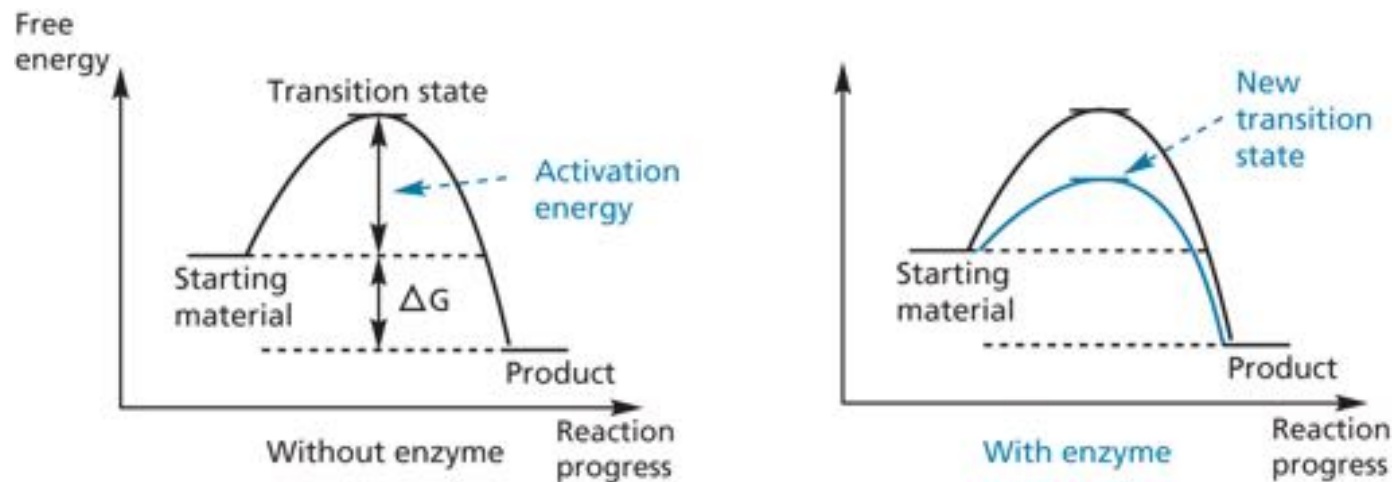 Free
energy
Transition state
Activation
energy
Starting
material
ΔG
Product
Reaction
progress
Without enzyme
New
transition
state
Starting
material
Product
Reaction
progress
With enzyme